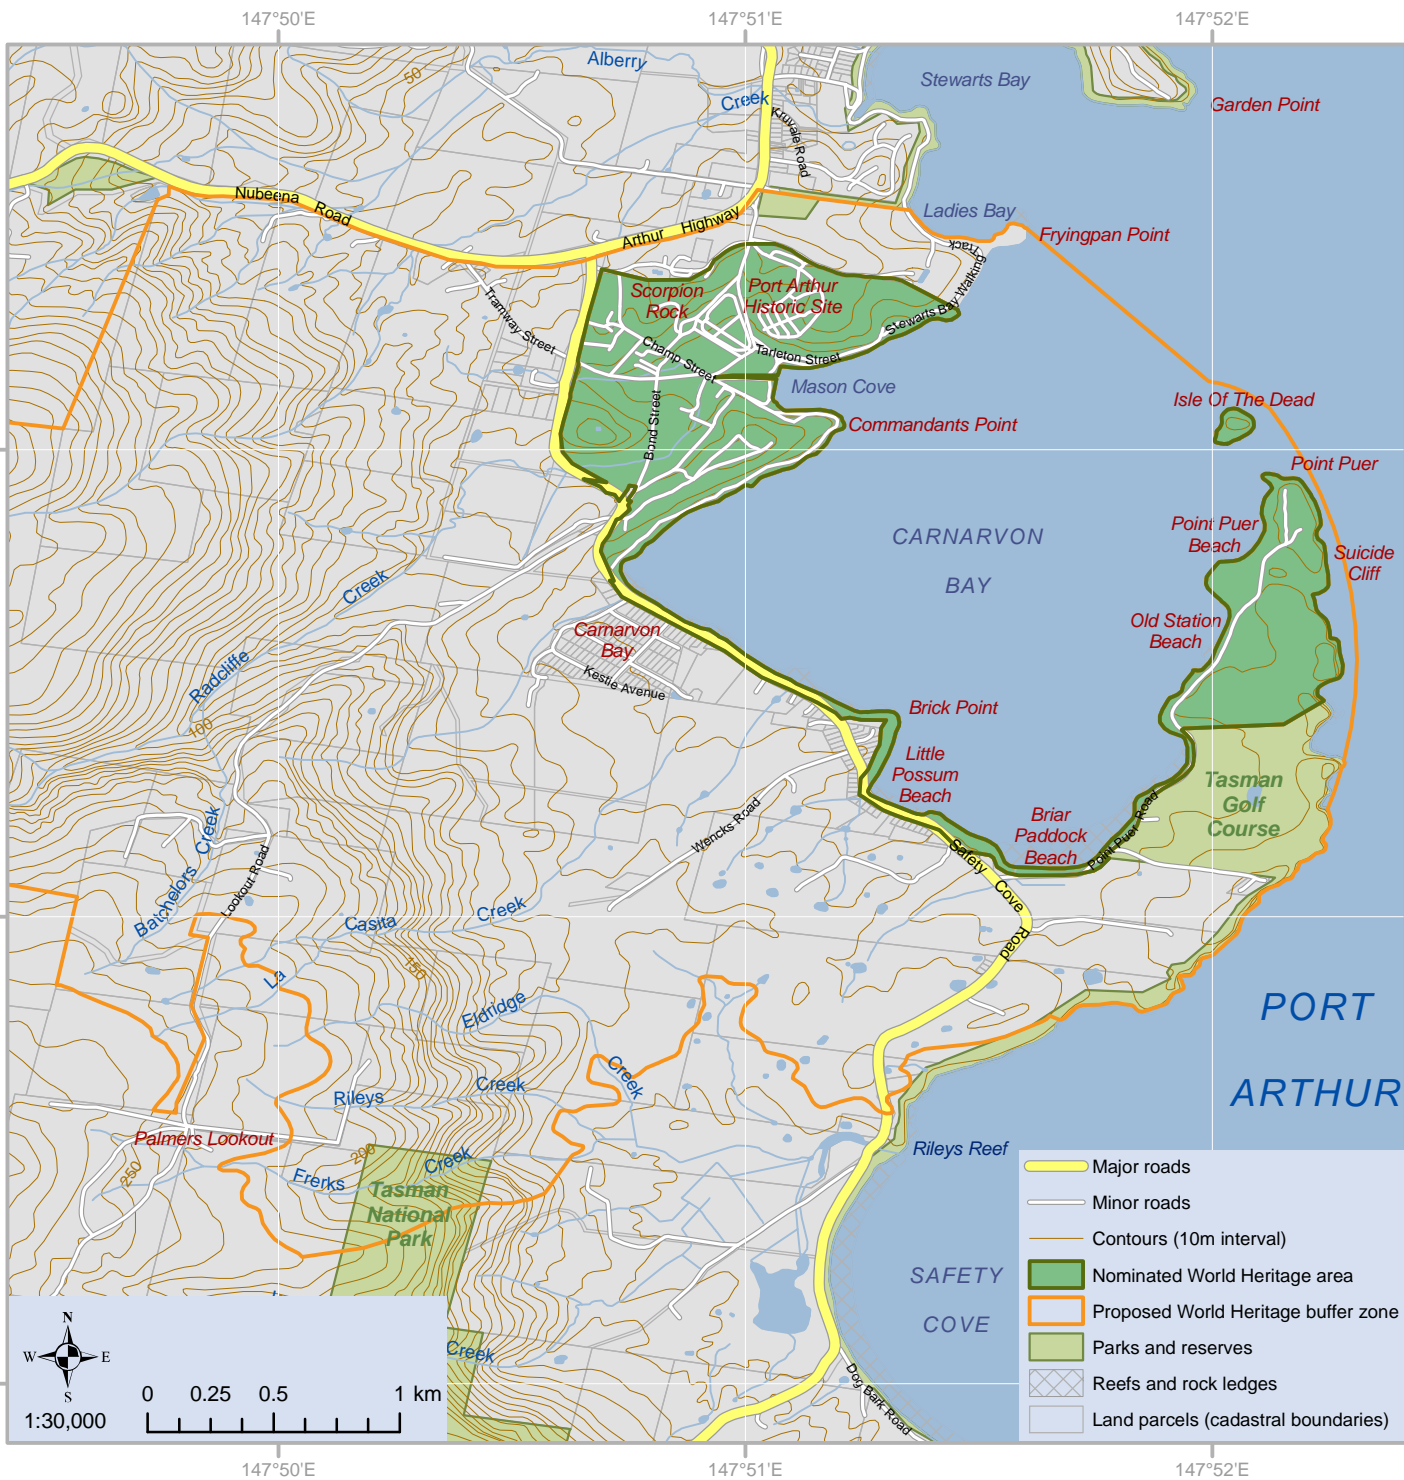 147°50'E
147°51'E
147°52'E
Alberry
Creek
50
Stewarts Bay
Garden Point
Kruvale Road
Nubeena Road
Arthur Highway
Ladies Bay
Fryingpan Point
Stewarts Bay Walking Track
Scorpion
Rock
Port Arthur
Historic Site
Tramway Street
Champ Street
Tarleton Street
Mason Cove
Bond Street
Commandants Point
Isle Of The Dead
Point Puer
CARNARVON
BAY
Point Puer
Beach
Suicide
Cliff
Creek
Radcliffe
Old Station
Beach
Carnarvon
Bay
Kestle Avenue
100
Brick Point
Little
Possum
Beach
Tasman
Golf
Course
Briar
Paddock
Beach
Point Puer Road
Wencks Road
Safety Cove Road
Batchelors Creek
Lookout Road
La Casita Creek
150
Eldridge Creek
PORT
ARTHUR
Rileys Creek
Palmers Lookout
200
250
Frerks Creek
Tasman
National
Park
Rileys Reef
SAFETY
COVE
Creek
Dog Bark Road
N
W E
S
0 0.25 0.5 1 km
1:30,000
Major roads
Minor roads
Contours (10m interval)
Nominated World Heritage area
Proposed World Heritage buffer zone
Parks and reserves
Reefs and rock ledges
Land parcels (cadastral boundaries)
147°50'E
147°51'E
147°52'E